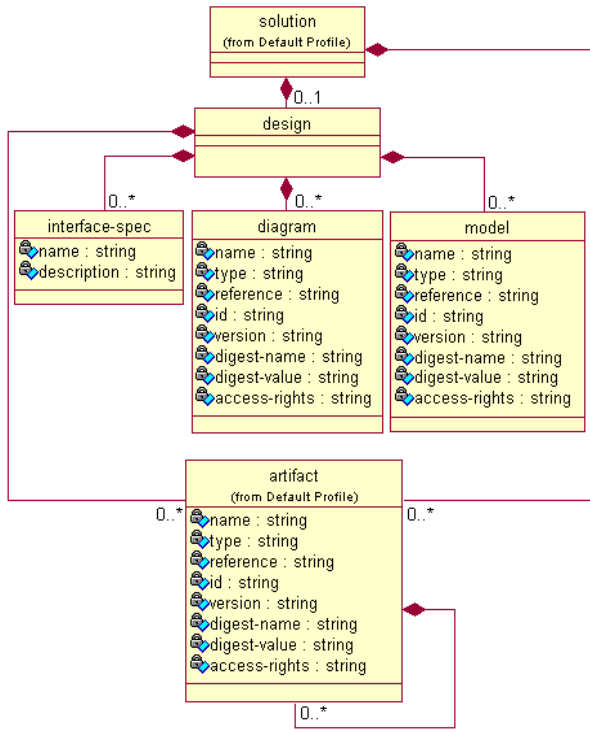 solution
(from Default Profile)
0..1
design
0..*
0..*
0..*
interface-spec
name : string
description : string
diagram
name : string
type : string
reference : string
id : string
version : string
digest-name : string
digest-value : string
access-rights : string
model
name : string
type : string
reference : string
id : string
version : string
digest-name : string
digest-value : string
access-rights : string
artifact
(from Default Profile)
0..*
0..*
name : string
type : string
reference : string
id : string
version : string
digest-name : string
digest-value : string
access-rights : string
0..*